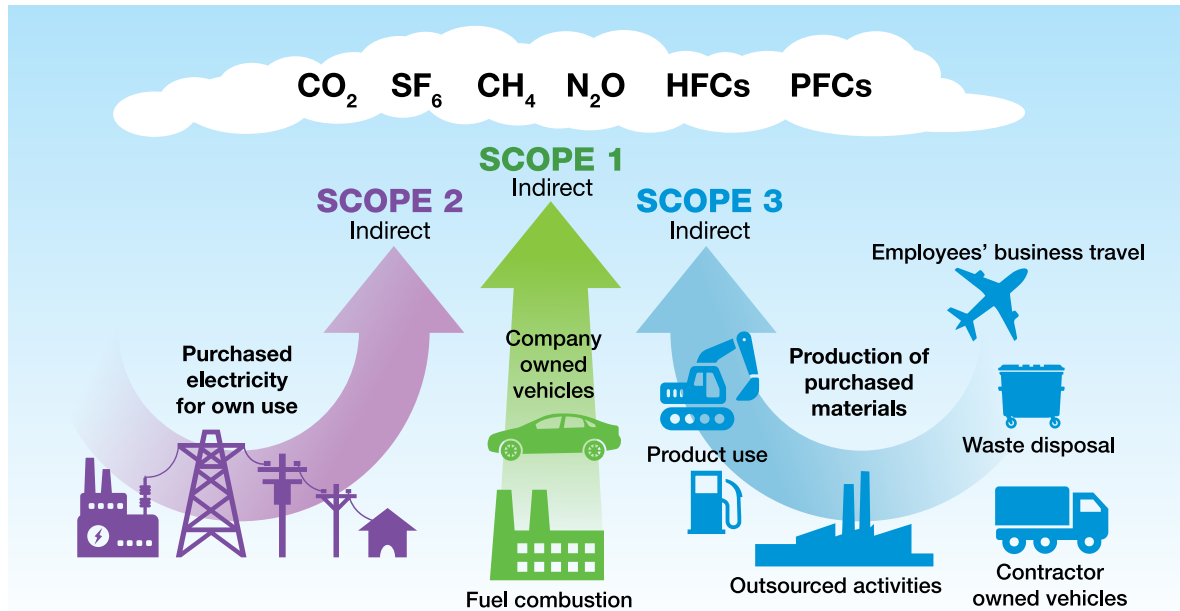 CO₂ SF₆ CH₄ N₂O HFCs PFCs
SCOPE 1
Indirect
SCOPE 2
Indirect
SCOPE 3
Indirect
Purchased
electricity
for own use
Company
owned
vehicles
Fuel combustion
Employees’ business travel
Production of
purchased
materials
Product use
Waste disposal
Outsourced activities
Contractor
owned vehicles